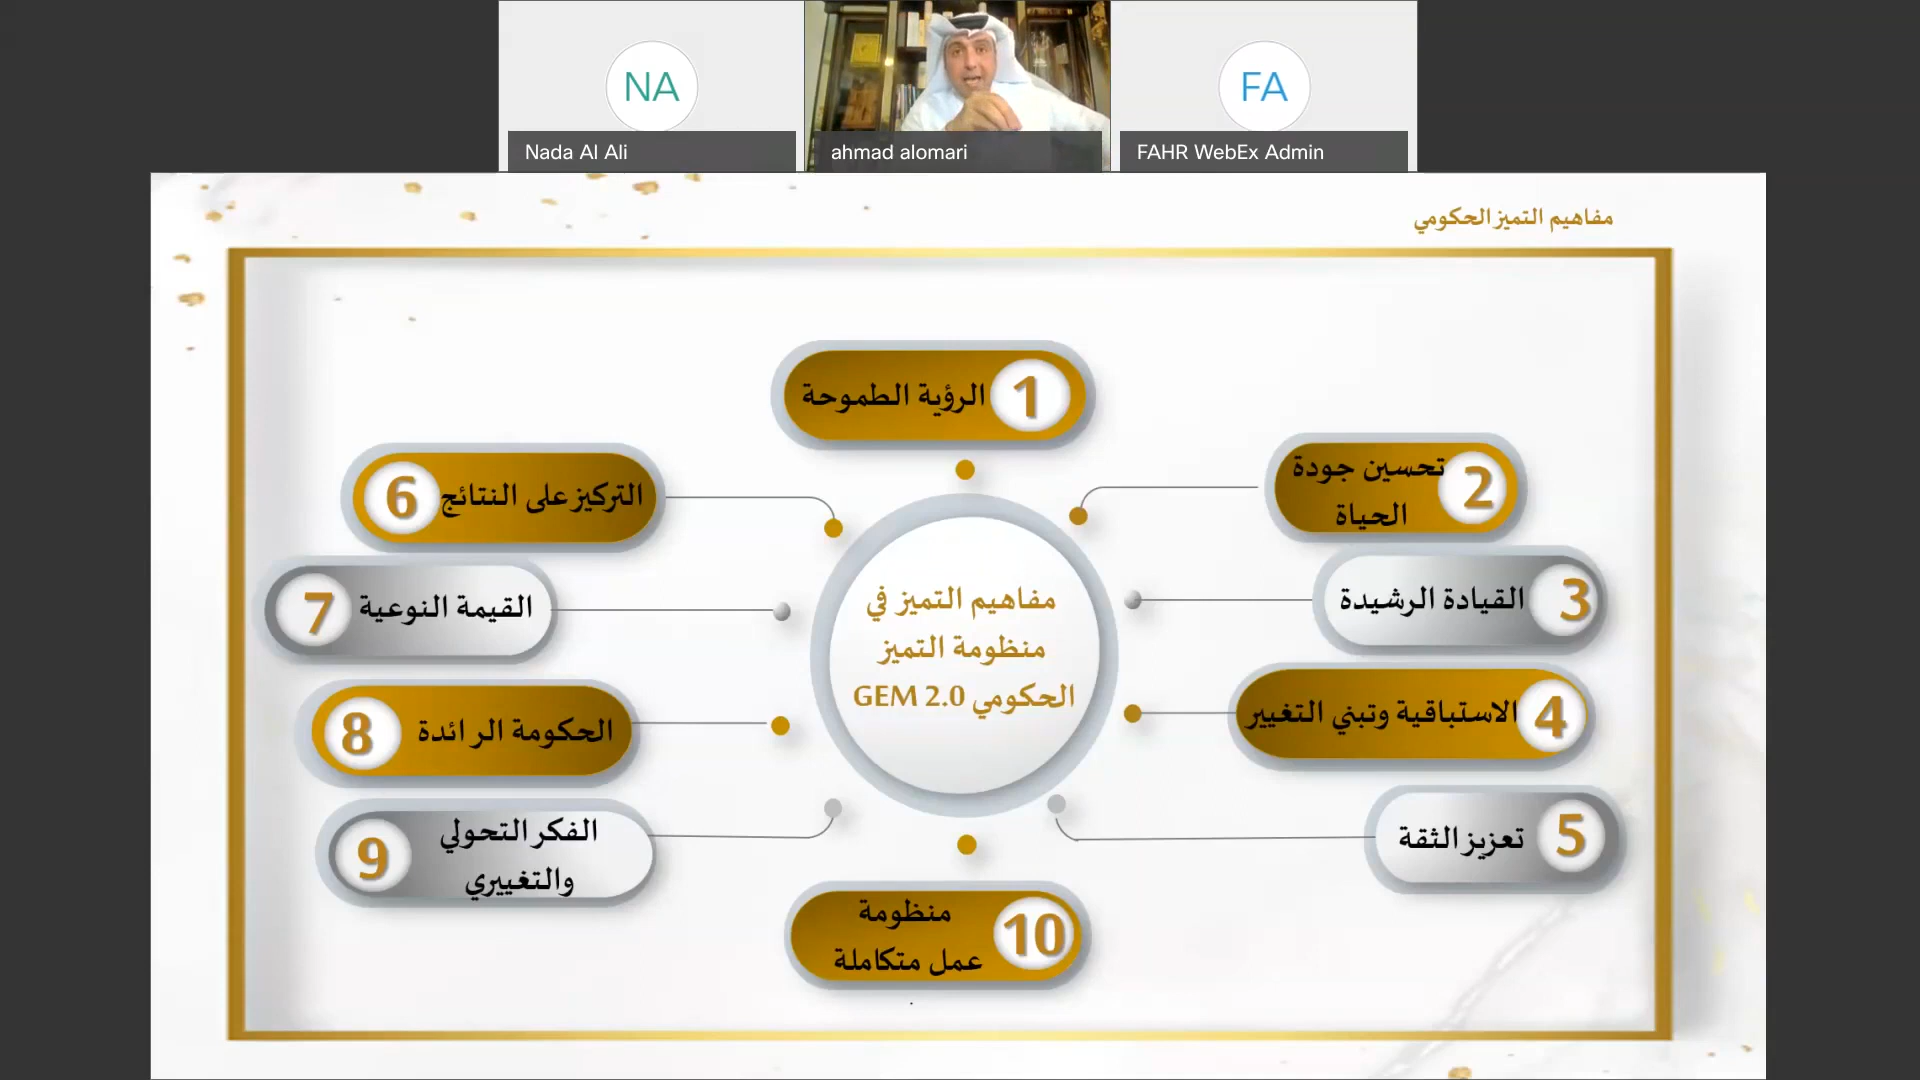 NA
FA
Nada Al Ali
ahmad alomari
FAHR WebEx Admin
مفاهيم التميز الحكومي
1 الرؤية الطموحة
2 تحسين جودة
الحياة
3 القيادة الرشيدة
4 الاستباقية وتبني التغيير
5 تعزيز الثقة
6 التركيز على النتائج
7 القيمة النوعية
8 الحكومة الرائدة
9 الفكر التحولي
والتغييري
10 منظومة
عمل متكاملة
مفاهيم التميز في
منظومة التميز
الحكومي GEM 2.0